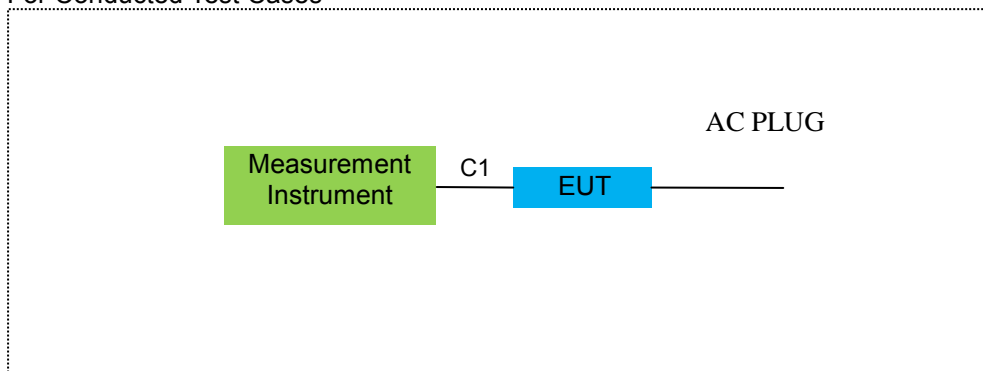 For Conducted Test Cases
AC PLUG
Measurement
Instrument
C1
EUT